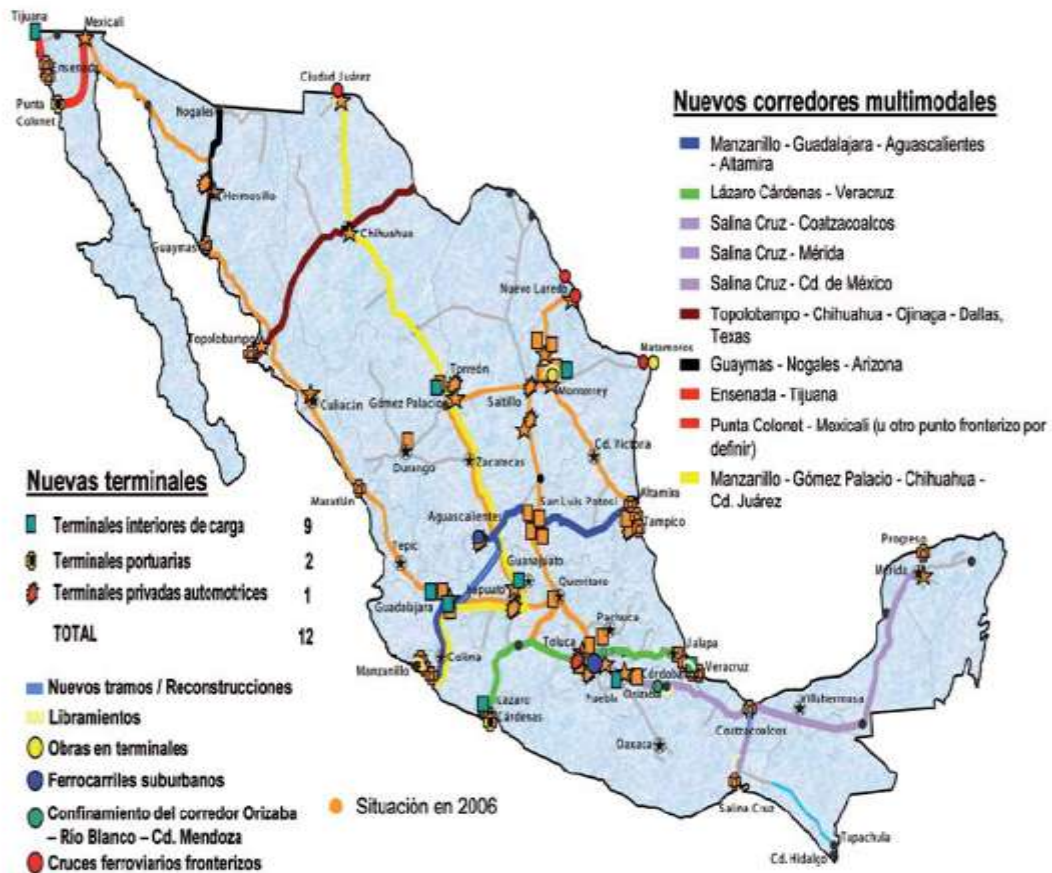 Tijuana
Mexicali
Ensenada
Punta
Colonet
Nogales
Ciudad Juárez
Hermosillo
Guaymas
Chihuahua
Topolobampo
Culiacán
Nuevo Laredo
Matamoros
Torreón
Gómez Palacio
Saltillo
Monterrey
Durango
Zacatecas
Cd. Victoria
Mazatlán
San Luis Potosí
Altamira
Tampico
Aguascalientes
Tepic
Guanajuato
Irapuato
Querétaro
Guadalajara
Pachuca
Toluca
Jalapa
Manzanillo
Colima
Córdoba
Veracruz
Puebla
Orizaba
Lázaro
Cárdenas
Villahermosa
Coatzacoalcos
Oaxaca
Salina Cruz
Tapachula
Cd. Hidalgo
Progreso
Mérida
Nuevos corredores multimodales
Manzanillo - Guadalajara - Aguascalientes
- Altamira
Lázaro Cárdenas - Veracruz
Salina Cruz - Coatzacoalcos
Salina Cruz - Mérida
Salina Cruz - Cd. de México
Topolobampo - Chihuahua - Ojinaga - Dallas,
Texas
Guaymas - Nogales - Arizona
Ensenada - Tijuana
Punta Colonet - Mexicali (u otro punto fronterizo por
definir)
Manzanillo - Gómez Palacio - Chihuahua -
Cd. Juárez
Nuevas terminales
Terminales interiores de carga 9
Terminales portuarias 2
Terminales privadas automotrices 1
TOTAL 12
Nuevos tramos / Reconstrucciones
Libramientos
Obras en terminales
Ferrocarriles suburbanos
Confinamiento del corredor Orizaba
– Río Blanco – Cd. Mendoza
Cruces ferroviarios fronterizos
Situación en 2006